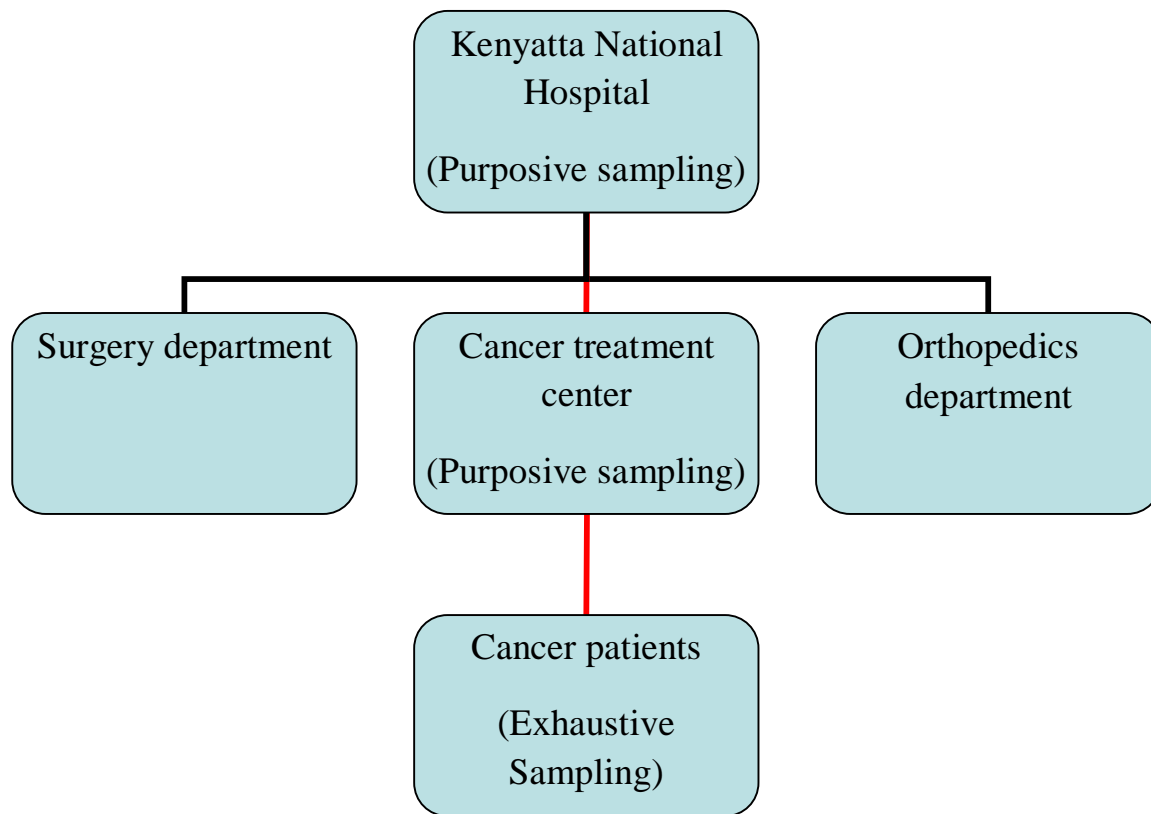 Kenyatta National
Hospital
(Purposive sampling)
Surgery department
Cancer treatment
center
(Purposive sampling)
Orthopedics
department
Cancer patients
(Exhaustive
Sampling)